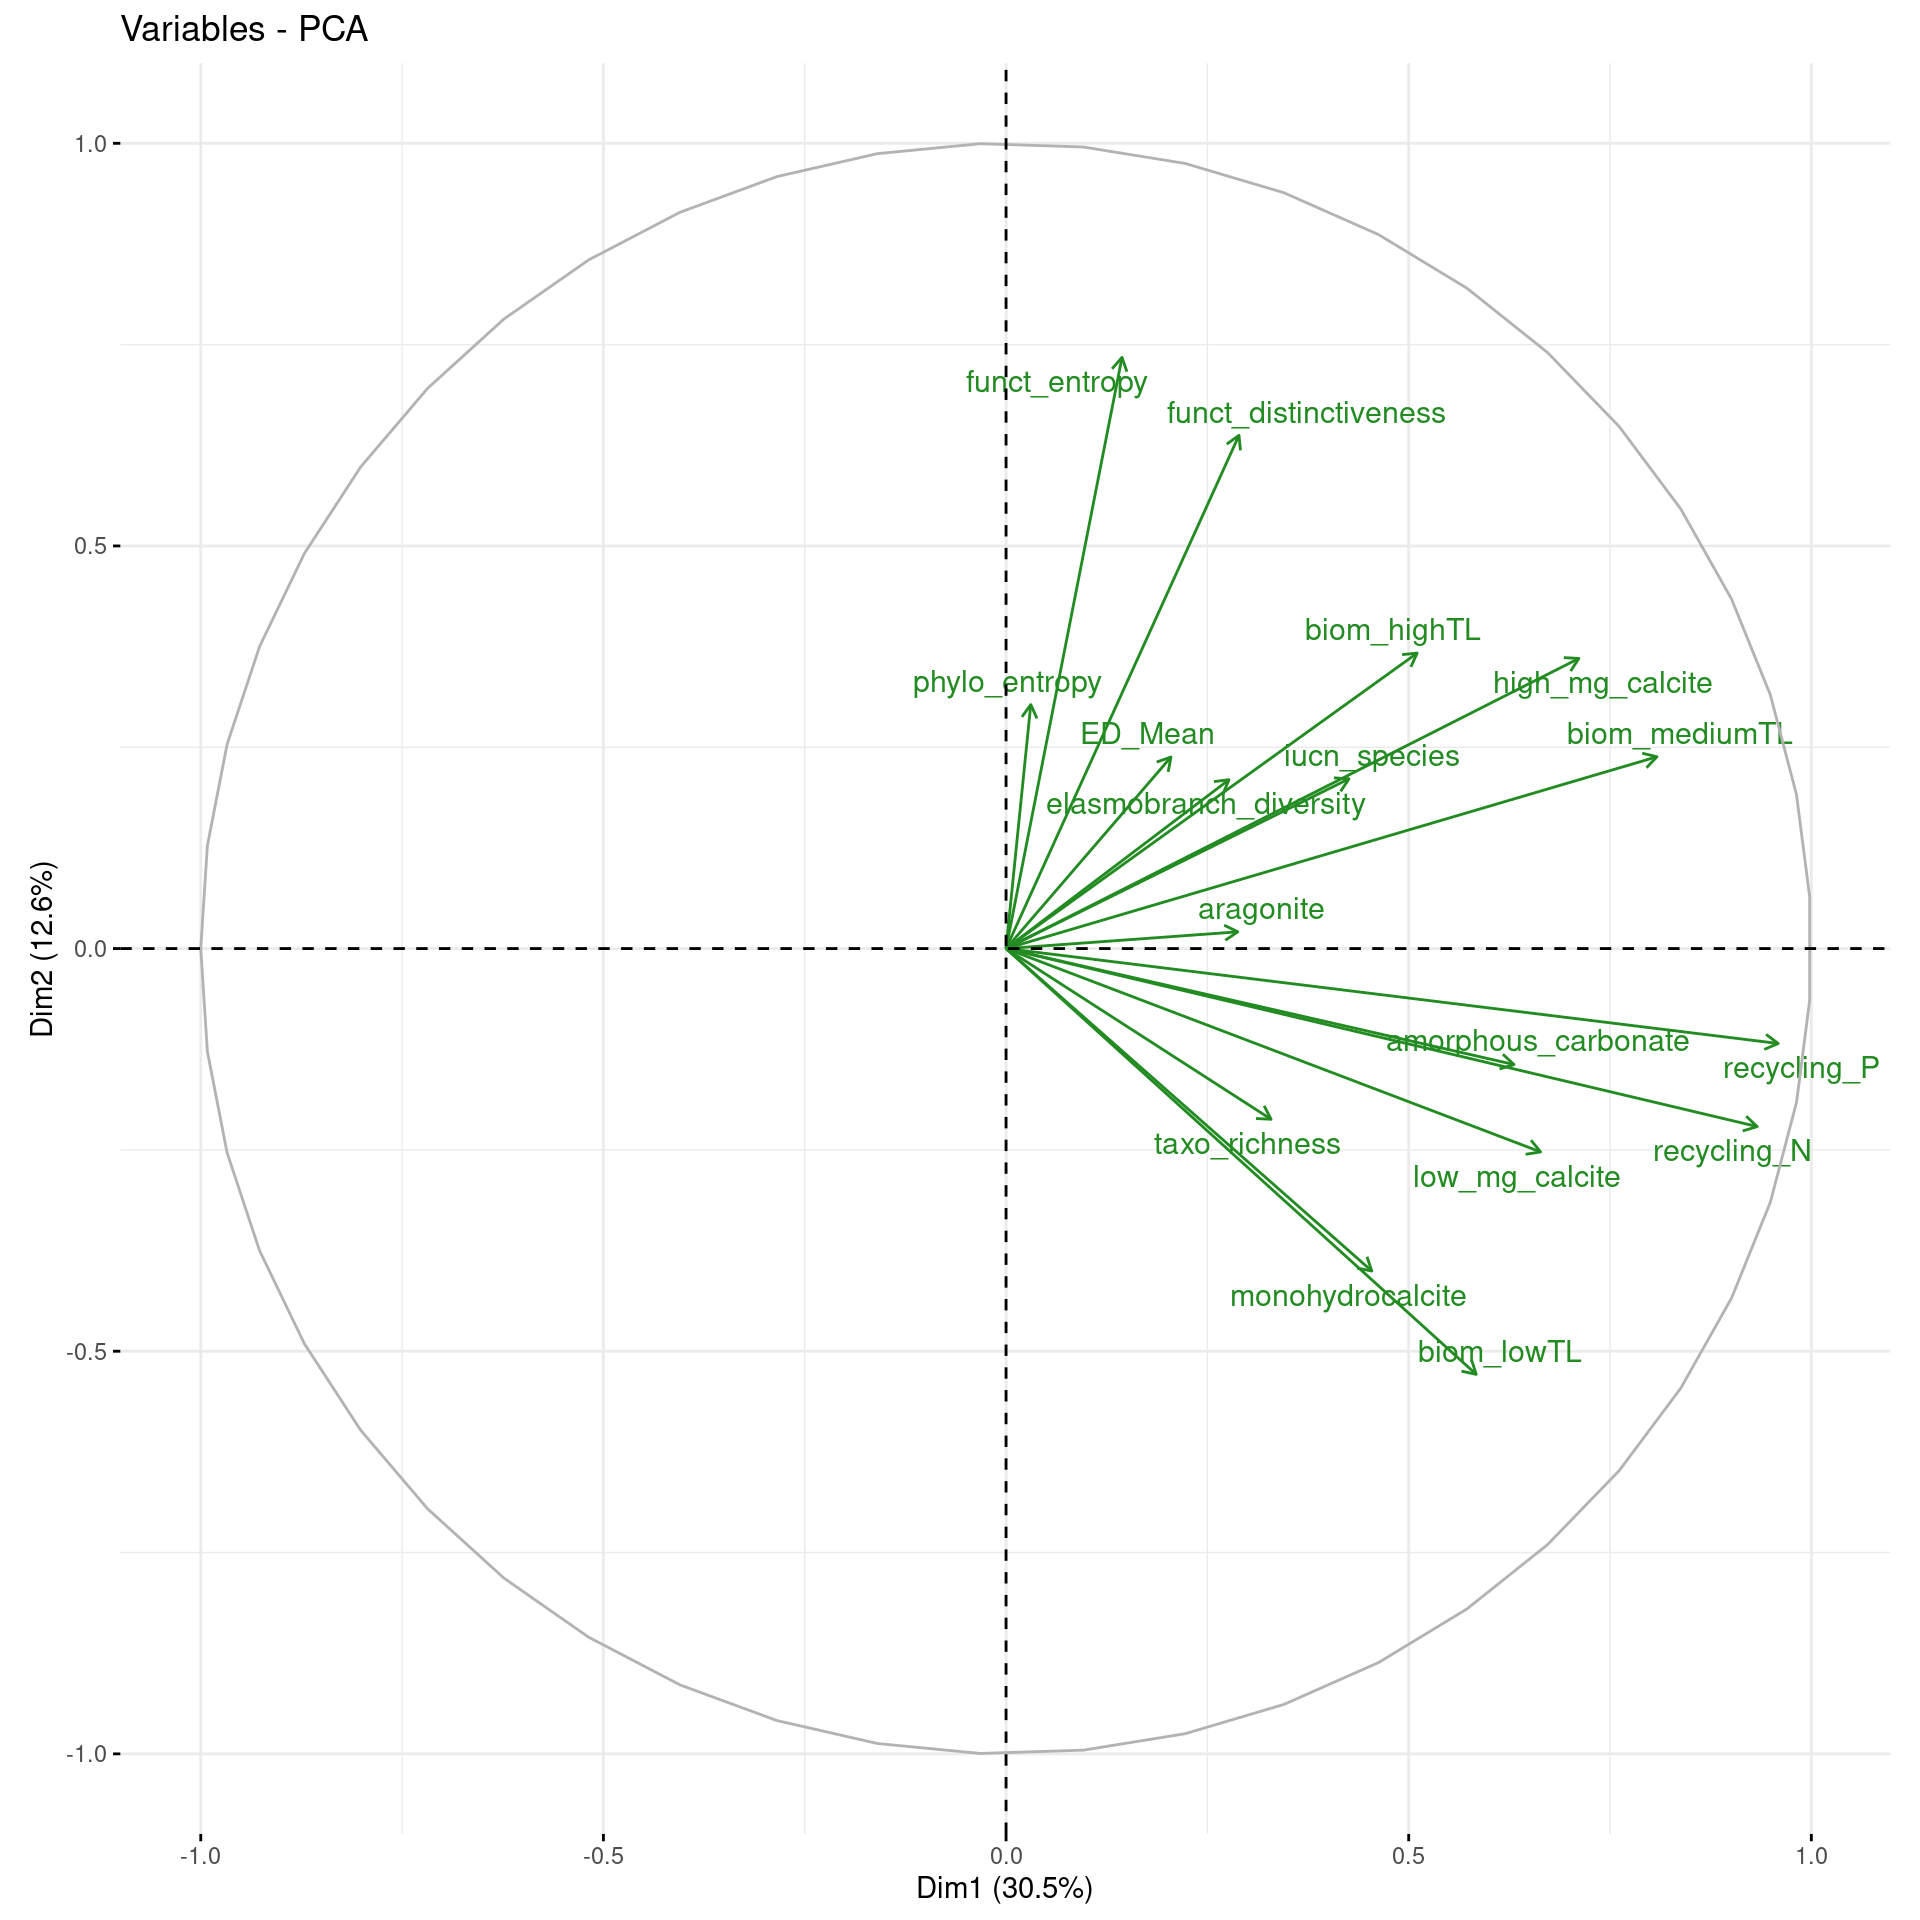 Variables - PCA
1.0
funct_entropy
funct_distinctiveness
0.5
biom_highTL
phylo_entropy
high_mg_calcite
ED_Mean
biom_mediumTL
iucn_species
elasmobranch_diversity
aragonite
Dim2 (12.6%)
0.0
amorphous_carbonate
recycling_P
taxo_richness
recycling_N
low_mg_calcite
monohydrocalcite
biom_lowTL
-0.5
-1.0
-1.0
-0.5
0.0
0.5
1.0
Dim1 (30.5%)